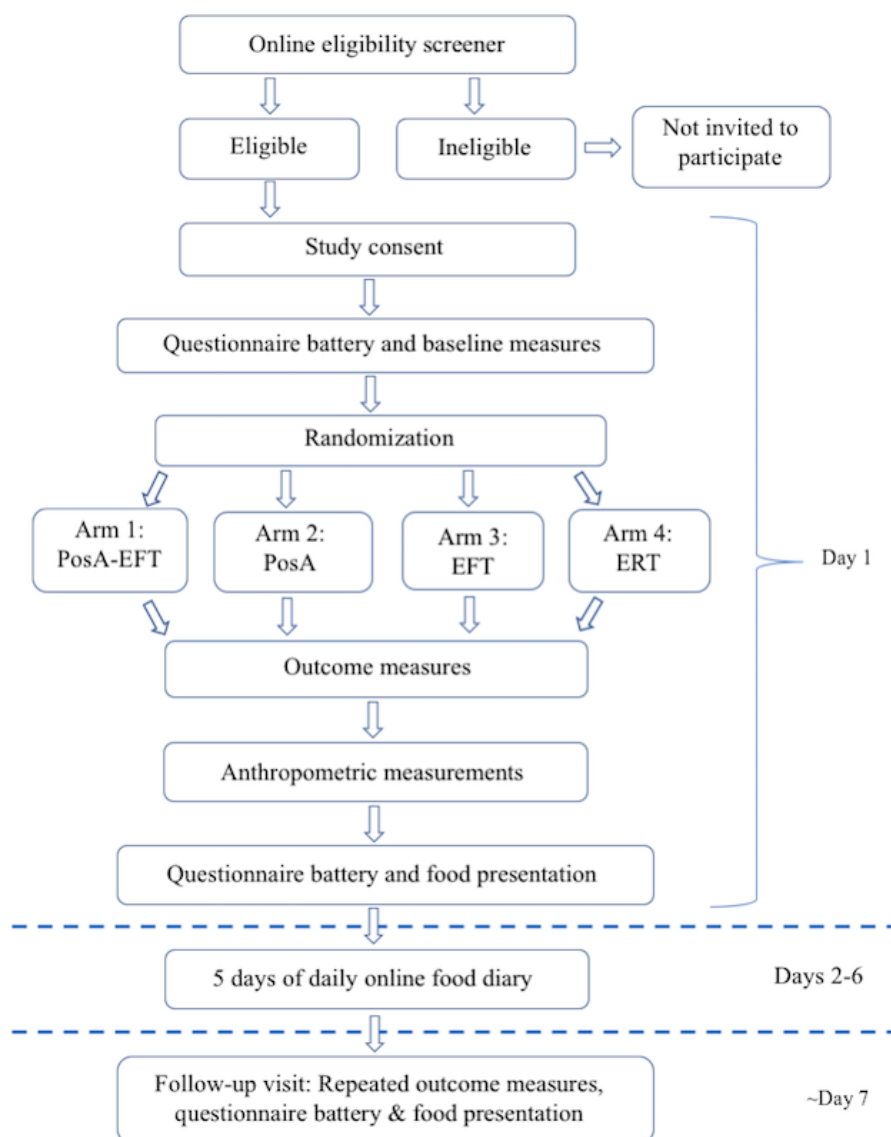 Online eligibility screener
Eligible
Ineligible
Not invited to
participate
Study consent
Questionnaire battery and baseline measures
Randomization
Arm 1:
PosA-EFT
Arm 2:
PosA
Arm 3:
EFT
Arm 4:
ERT
Day 1
Outcome measures
Anthropometric measurements
Questionnaire battery and food presentation
5 days of daily online food diary
Days 2-6
Follow-up visit: Repeated outcome measures,
questionnaire battery & food presentation
~Day 7